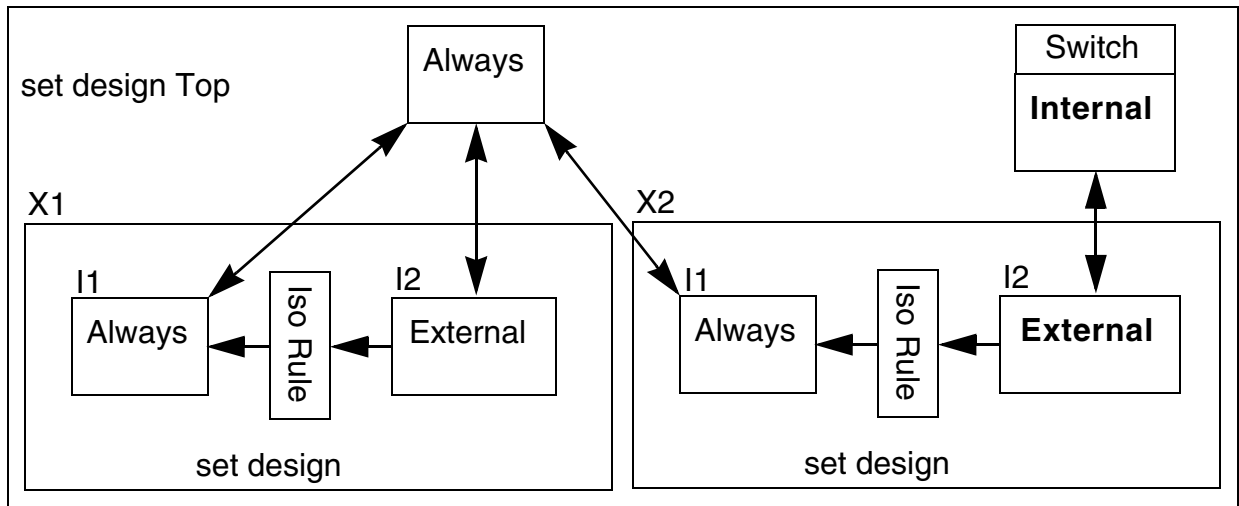 Always
Switch
Internal
set design Top
X1
X2
I1
Always
Iso Rule
I2
External
set design
I1
Always
Iso Rule
I2
External
set design